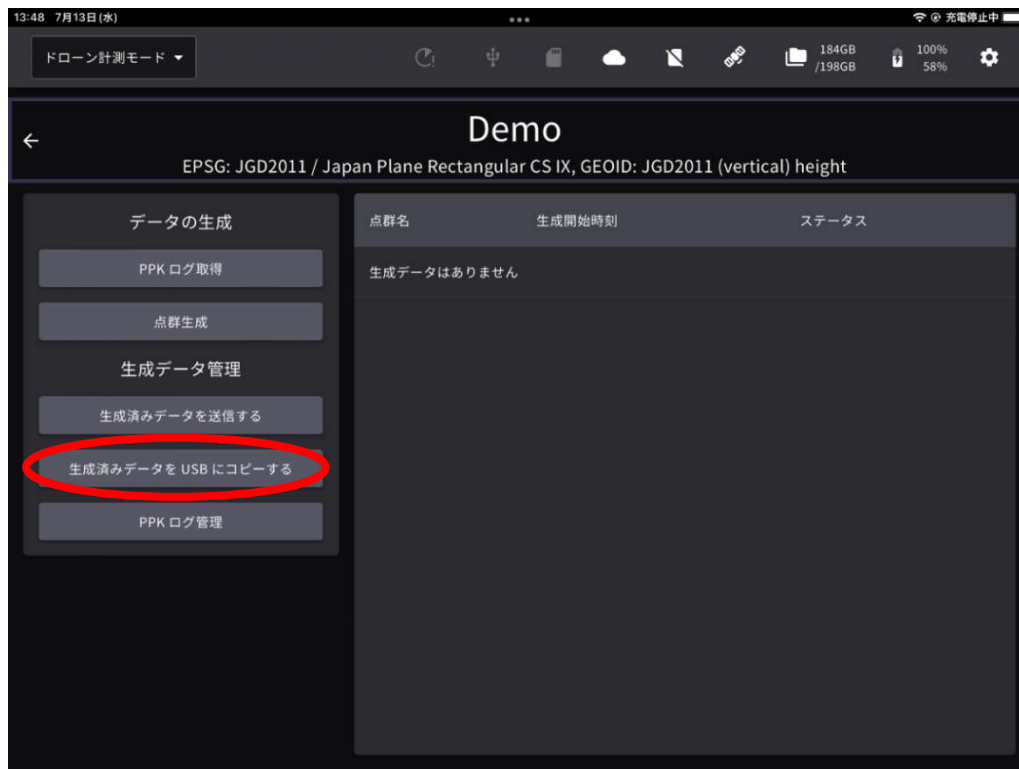 13:48 7月13日(水)
充電停止中
ドローン計測モード
184GB
/198GB
100%
58%
Demo
EPSG: JGD2011 / Japan Plane Rectangular CS IX, GEOID: JGD2011 (vertical) height
データの生成
PPK ログ取得
点群生成
生成データ管理
生成済みデータを送信する
生成済みデータを USB にコピーする
PPK ログ管理
点群名 生成開始時刻 ステータス
生成データはありません